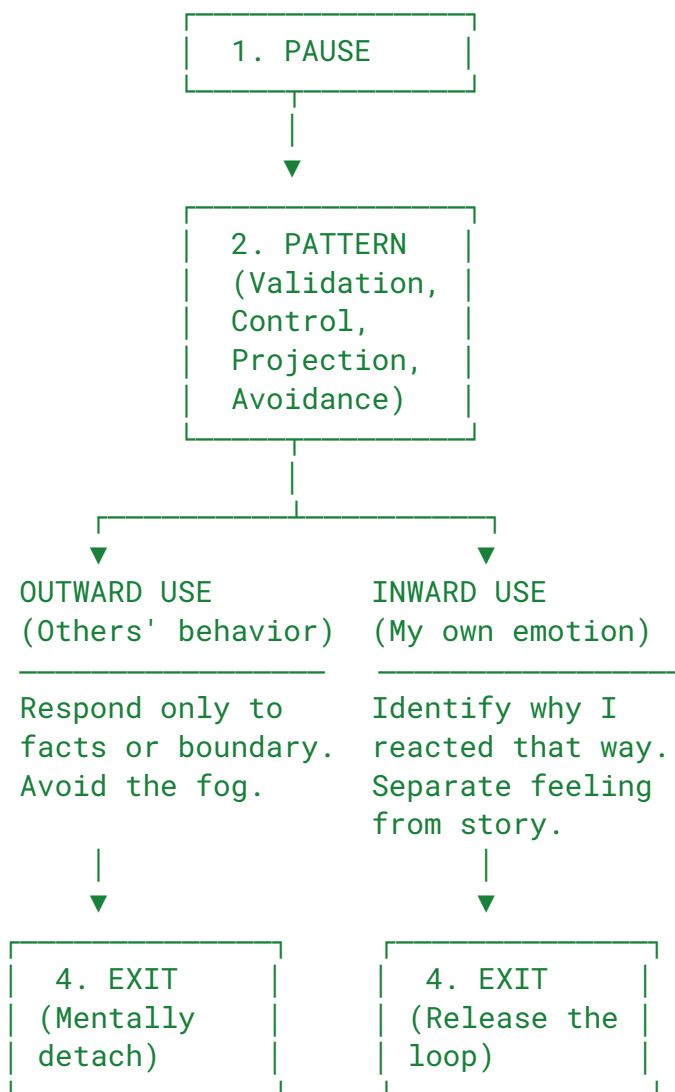 1. PAUSE
2. PATTERN
(Validation,
Control,
Projection,
Avoidance)
OUTWARD USE
(Others' behavior)
Respond only to
facts or boundary.
Avoid the fog.
INWARD USE
(My own emotion)
Identify why I
reacted that way.
Separate feeling
from story.
4. EXIT
(Mentally
detach)
4. EXIT
(Release the
loop)